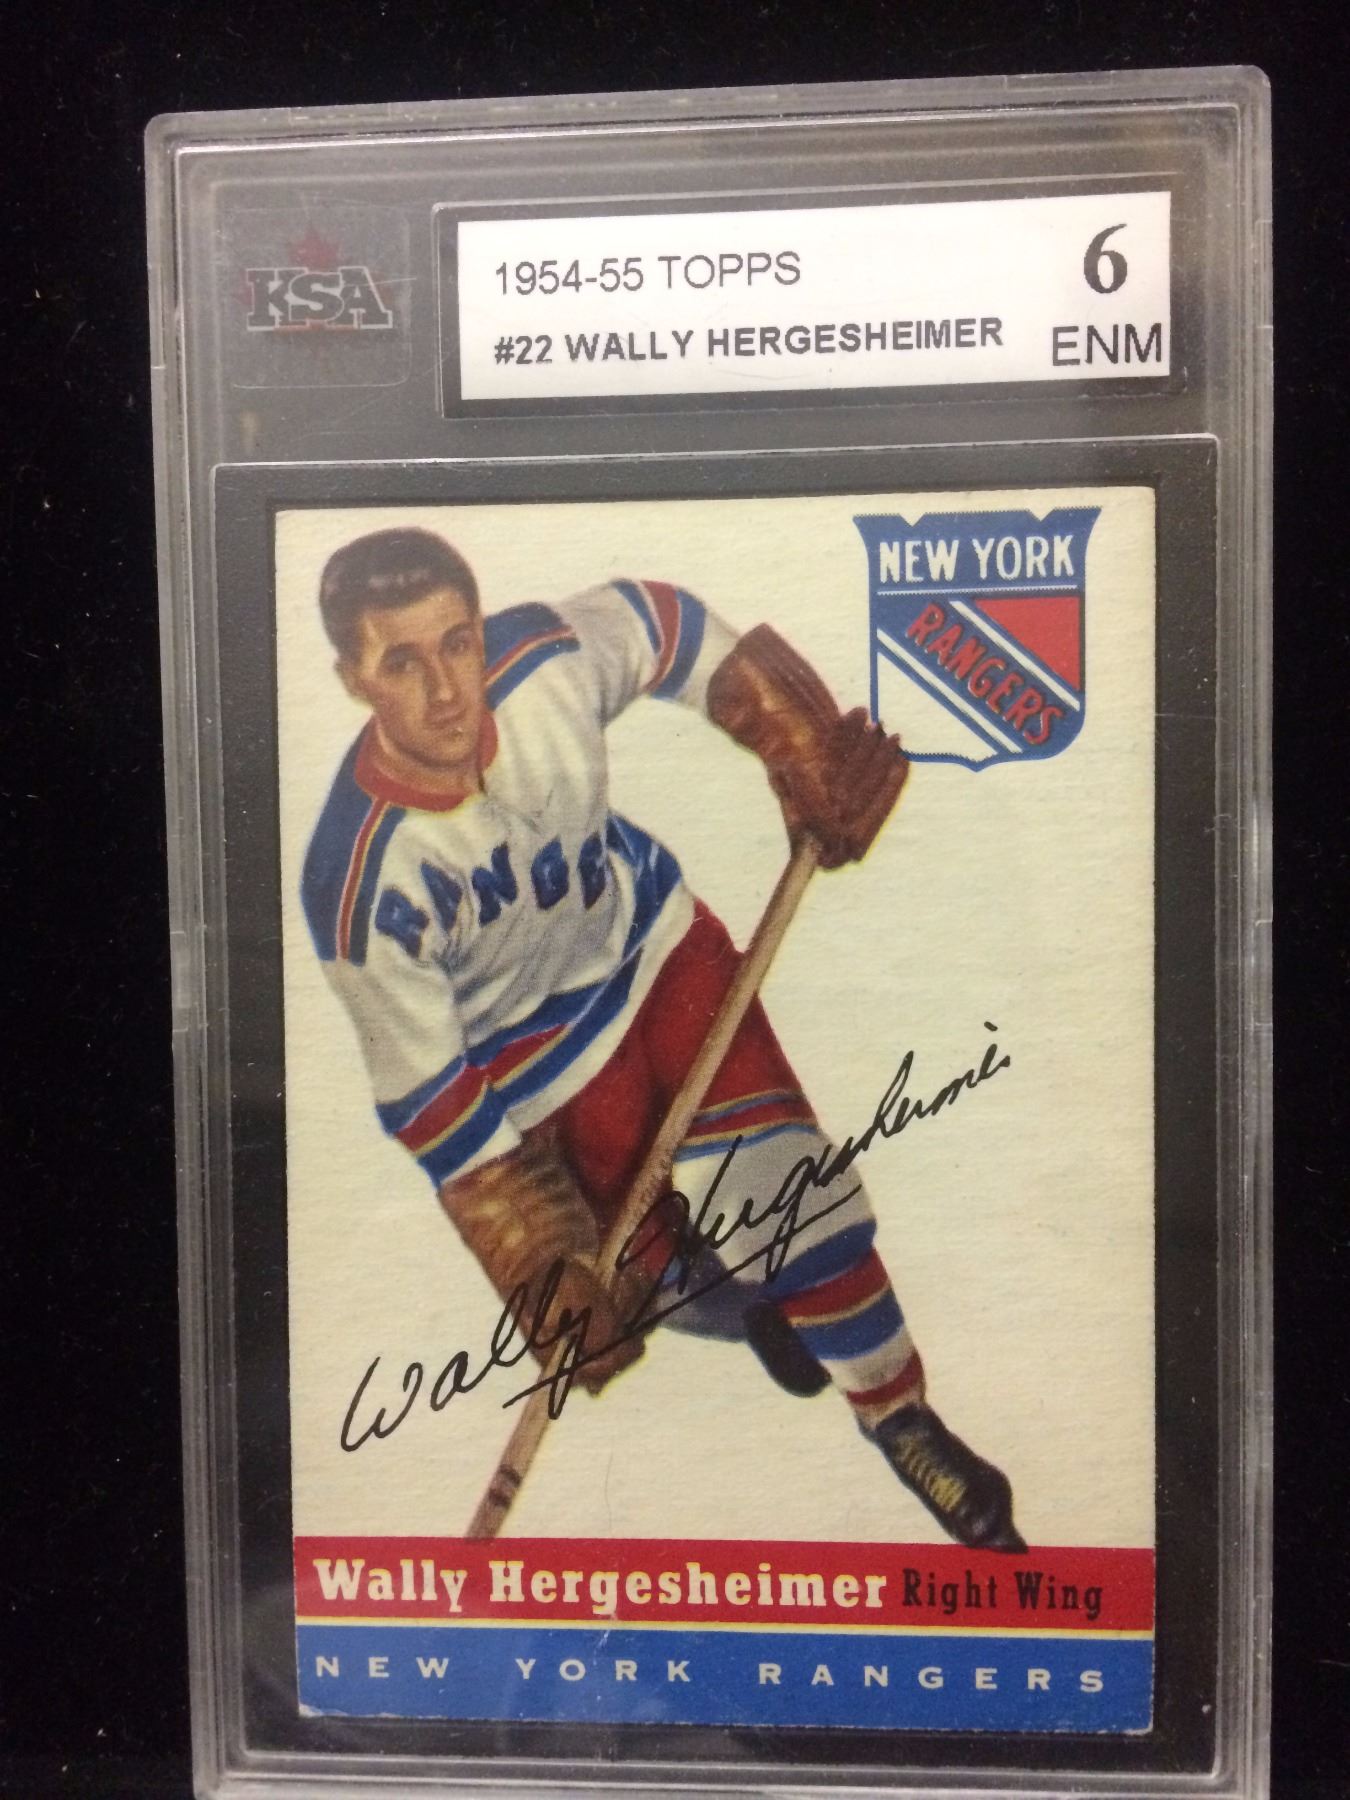 KSA
1954-55 TOPPS
#22 WALLY HERGESHEIMER
6
ENM
NEW YORK
RANGERS
RANGE
Wally Hergesheimer
Wally Hergesheimer Right Wing
NEW YORK RANGERS